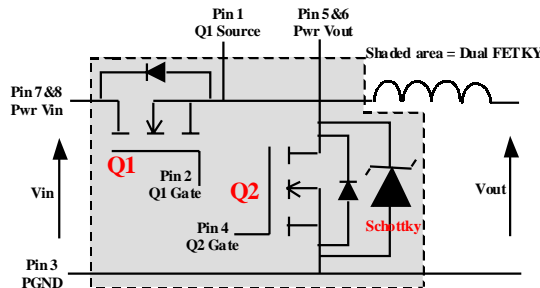 Pin 1
Q1 Source
Pin 5&6
Pwr Vout
Shaded area = Dual FETKY
Pin 7&8
Pwr Vin
Q1
Pin 2
Q1 Gate
Q2
Vin
Vout
Pin 4
Q2 Gate
Schottky
Pin 3
PGND